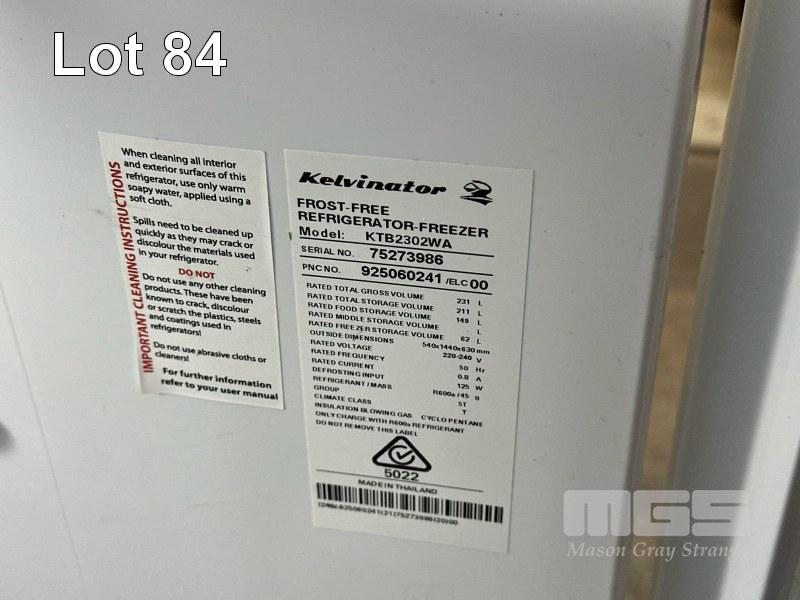 Lot 84
IMPORTANT CLEANING INSTRUCTIONS
When cleaning all interior
and exterior surfaces of this
refrigerator, use only warm
soapy water, applied using a
soft cloth.
Spills need to be cleaned up
quickly as they may crack or
discolour the materials used
in your refrigerator.
DO NOT
Do not use any other cleaning
products. These have been
known to crack, discolour
or scratch the plastics, steels
and coatings used in
refrigerators!
Do not use abrasive cloths or
cleaners!
For further information
refer to your user manual
Kelvinator
FROST-FREE
REFRIGERATOR-FREEZER
Model: KTB2302WA
SERIAL NO. 75273986
PNC NO. 925060241 /ELC 00
RATED TOTAL GROSS VOLUME 231 L
RATED TOTAL STORAGE VOLUME 211 L
RATED FOOD STORAGE VOLUME 149 L
RATED MIDDLE STORAGE VOLUME - L
RATED FREEZER STORAGE VOLUME 62 L
OUTSIDE DIMENSIONS 540x1440x630 mm
RATED VOLTAGE 220-240 V
RATED FREQUENCY 50 Hz
RATED CURRENT 0.8 A
DEFROSTING INPUT 125 W
REFRIGERANT / MASS R600a / 45 g
GROUP
CLIMATE CLASS ST
T
INSULATION BLOWING GAS CYCLOPENTANE
ONLY CHARGE WITH R600a REFRIGERANT
DO NOT REMOVE THIS LABEL
5022
MADE IN THAILAND
MGS
Mason Gray Strang